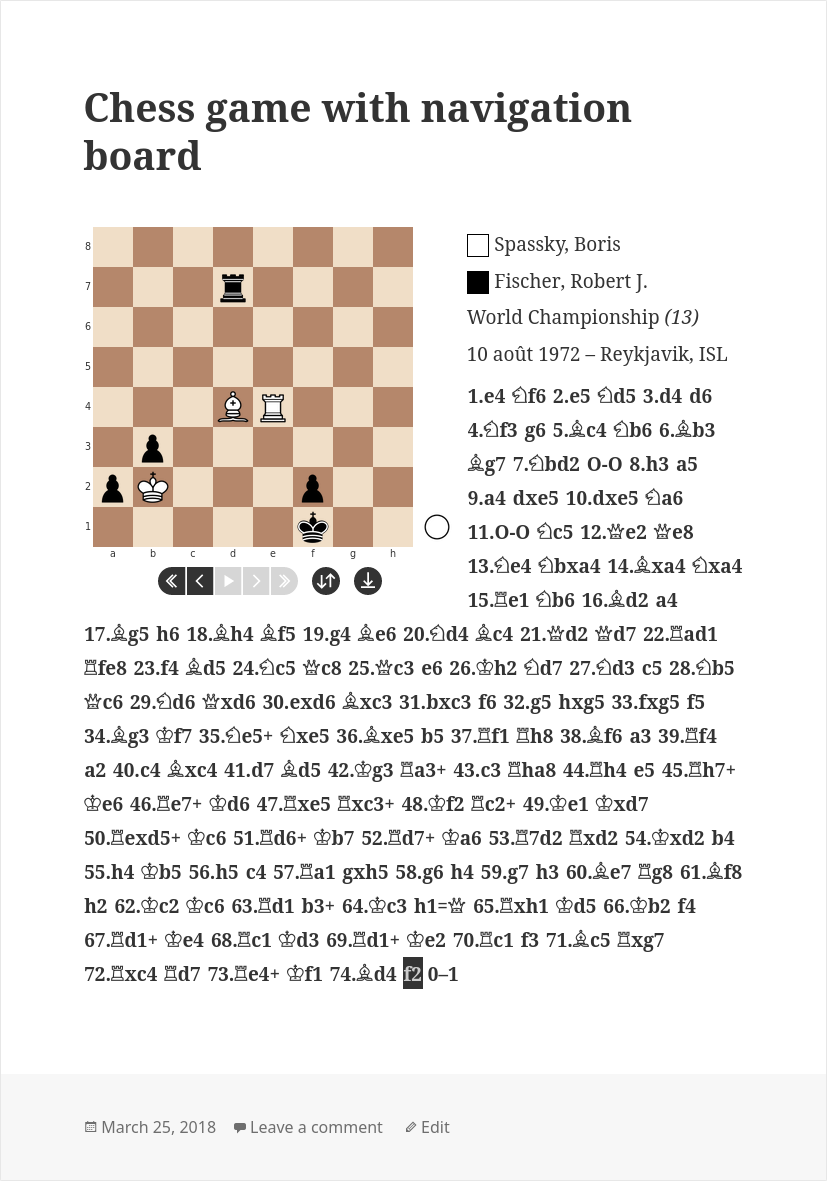 Chess game with navigation
board
8
7
6
5
4
3
2
1
a b c d e f g h
Spassky, Boris
Fischer, Robert J.
World Championship (13)
10 août 1972 – Reykjavik, ISL
1.e4 ♘f6 2.e5 ♘d5 3.d4 d6
4.♘f3 g6 5.♗c4 ♘b6 6.♗b3
♗g7 7.♘bd2 O-O 8.h3 a5
9.a4 dxe5 10.dxe5 ♘a6
11.O-O ♘c5 12.♕e2 ♕e8
13.♘e4 ♘bxa4 14.♗xa4 ♘xa4
15.♖e1 ♘b6 16.♗d2 a4
17.♗g5 h6 18.♗h4 ♗f5 19.g4 ♗e6 20.♘d4 ♗c4 21.♕d2 ♕d7 22.♖ad1
♖fe8 23.f4 ♗d5 24.♘c5 ♕c8 25.♕c3 e6 26.♔h2 ♘d7 27.♘d3 c5 28.♘b5
♕c6 29.♘d6 ♕xd6 30.exd6 ♗xc3 31.bxc3 f6 32.g5 hxg5 33.fxg5 f5
34.♗g3 ♔f7 35.♘e5+ ♘xe5 36.♗xe5 b5 37.♖f1 ♖h8 38.♗f6 a3 39.♖f4
a2 40.c4 ♗xc4 41.d7 ♗d5 42.♔g3 ♖a3+ 43.c3 ♖ha8 44.♖h4 e5 45.♖h7+
♔e6 46.♖e7+ ♔d6 47.♖xe5 ♖xc3+ 48.♔f2 ♖c2+ 49.♔e1 ♔xd7
50.♖exd5+ ♔c6 51.♖d6+ ♔b7 52.♖d7+ ♔a6 53.♖7d2 ♖xd2 54.♔xd2 b4
55.h4 ♔b5 56.h5 c4 57.♖a1 gxh5 58.g6 h4 59.g7 h3 60.♗e7 ♖g8 61.♗f8
h2 62.♔c2 ♔c6 63.♖d1 b3+ 64.♔c3 h1=♕ 65.♖xh1 ♔d5 66.♔b2 f4
67.♖d1+ ♔e4 68.♖c1 ♔d3 69.♖d1+ ♔e2 70.♖c1 f3 71.♗c5 ♖xg7
72.♖xc4 ♖d7 73.♖e4+ ♔f1 74.♗d4 f2 0–1
March 25, 2018 Leave a comment Edit